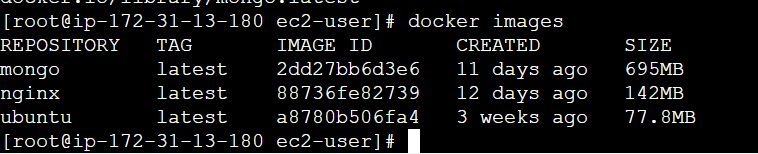 docker.io/library/mongo:latest
[root@ip-172-31-13-180 ec2-user]# docker images
REPOSITORY TAG IMAGE ID CREATED SIZE
mongo latest 2dd27bb6d3e6 11 days ago 695MB
nginx latest 88736fe82739 12 days ago 142MB
ubuntu latest a8780b506fa4 3 weeks ago 77.8MB
[root@ip-172-31-13-180 ec2-user]#